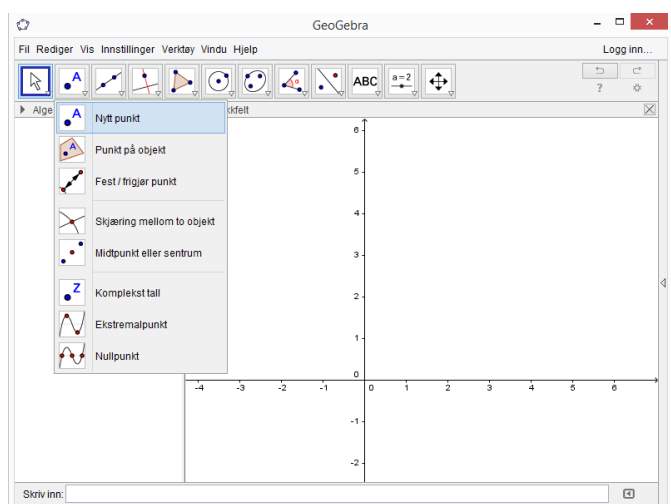 GeoGebra
Fil Rediger Vis Innstillinger Verktøy Vindu Hjelp Logg inn...
A ABC a=2 ?
Alge kfelt
A Nytt punkt
A Punkt på objekt
Fest / frigjør punkt
Skjæring mellom to objekt
Midtpunkt eller sentrum
Z Komplekst tall
Ekstremalpunkt
Nullpunkt
6
5
4
3
2
1
0
-4 -3 -2 -1 0 1 2 3 4 5 6
-1
-2
Skriv inn: